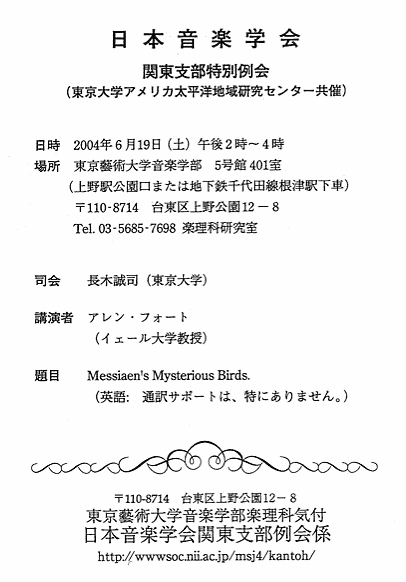 日本音楽学会
関東支部特別例会
（東京大学アメリカ太平洋地域研究センター共催）
日時 2004年6月19日（土）午後2時〜4時
場所 東京藝術大学音楽学部 5号館401室
（上野駅公園口または地下鉄千代田線根津駅下車）
〒110-8714 台東区上野公園12－8
Tel. 03-5685-7698 楽理科研究室
司会 長木誠司（東京大学）
講演者 アレン・フォート
（イェール大学教授）
題目 Messiaen's Mysterious Birds.
（英語: 通訳サポートは、特にありません。）
〒110-8714 台東区上野公園12－8
東京藝術大学音楽学部楽理科気付
日本音楽学会関東支部例会係
http://wwwsoc.nii.ac.jp/msj4/kantoh/